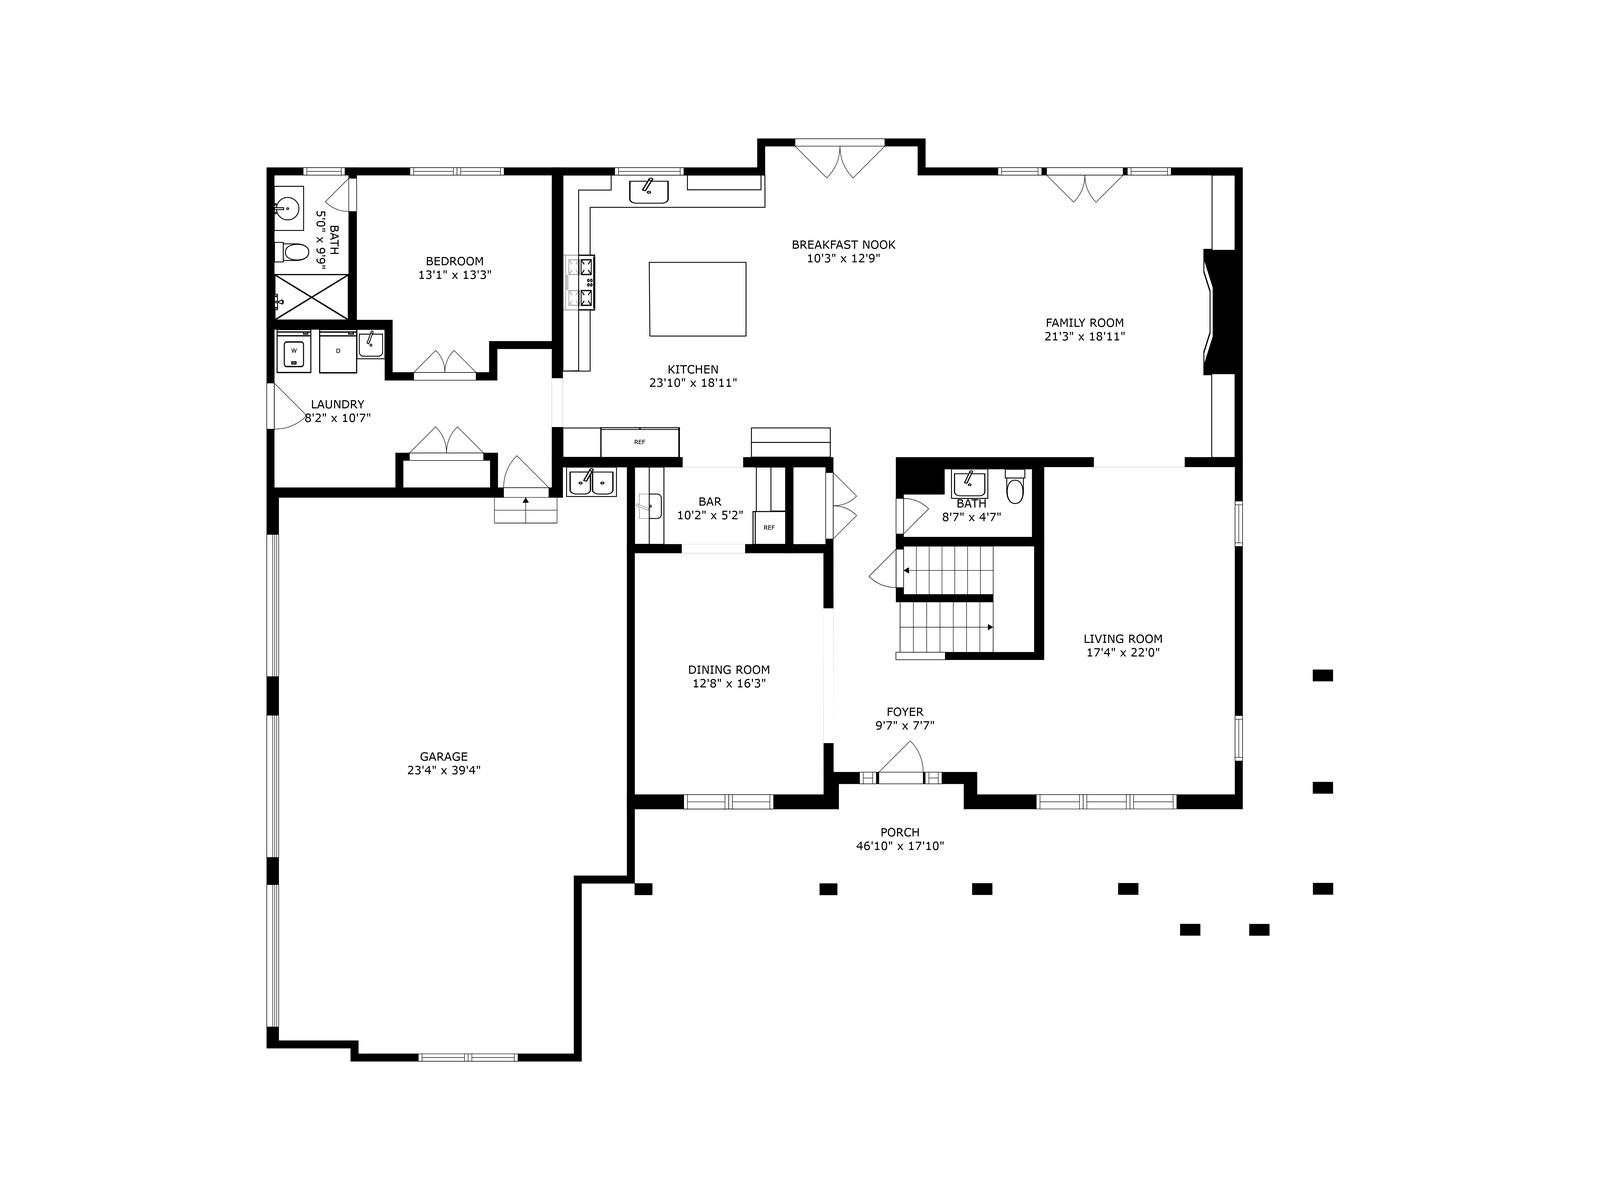 BREAKFAST NOOK
10'3" x 12'9"
BATH
5'0" x 9'9"
BEDROOM
13'1" x 13'3"
FAMILY ROOM
21'3" x 18'11"
W
D
KITCHEN
23'10" x 18'11"
LAUNDRY
8'2" x 10'7"
REF
BAR
10'2" x 5'2"
REF
BATH
8'7" x 4'7"
LIVING ROOM
17'4" x 22'0"
DINING ROOM
12'8" x 16'3"
FOYER
9'7" x 7'7"
GARAGE
23'4" x 39'4"
PORCH
46'10" x 17'10"